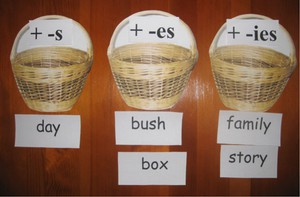 + -s
+ -es
+ -ies
day
bush
family
box
story